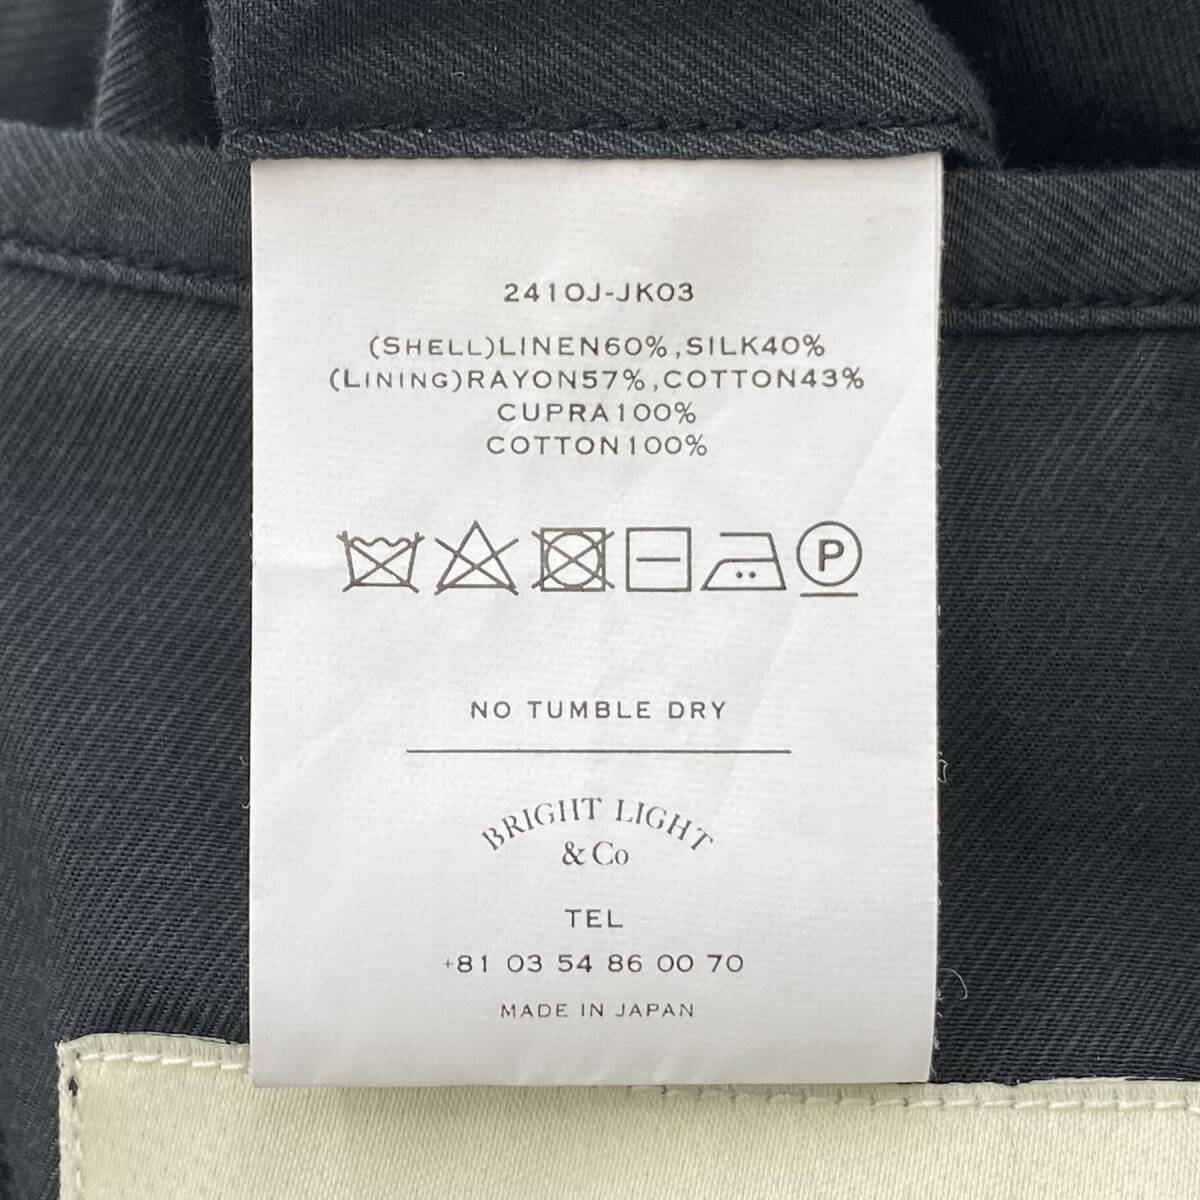 2410J-JK03
(SHELL)LINEN60%,SILK40%
(LINING)RAYON57%,COTTON43%
CUPRA100%
COTTON100%
P
NO TUMBLE DRY
BRIGHT LIGHT
& Co
TEL
+81 03 54 86 00 70
MADE IN JAPAN